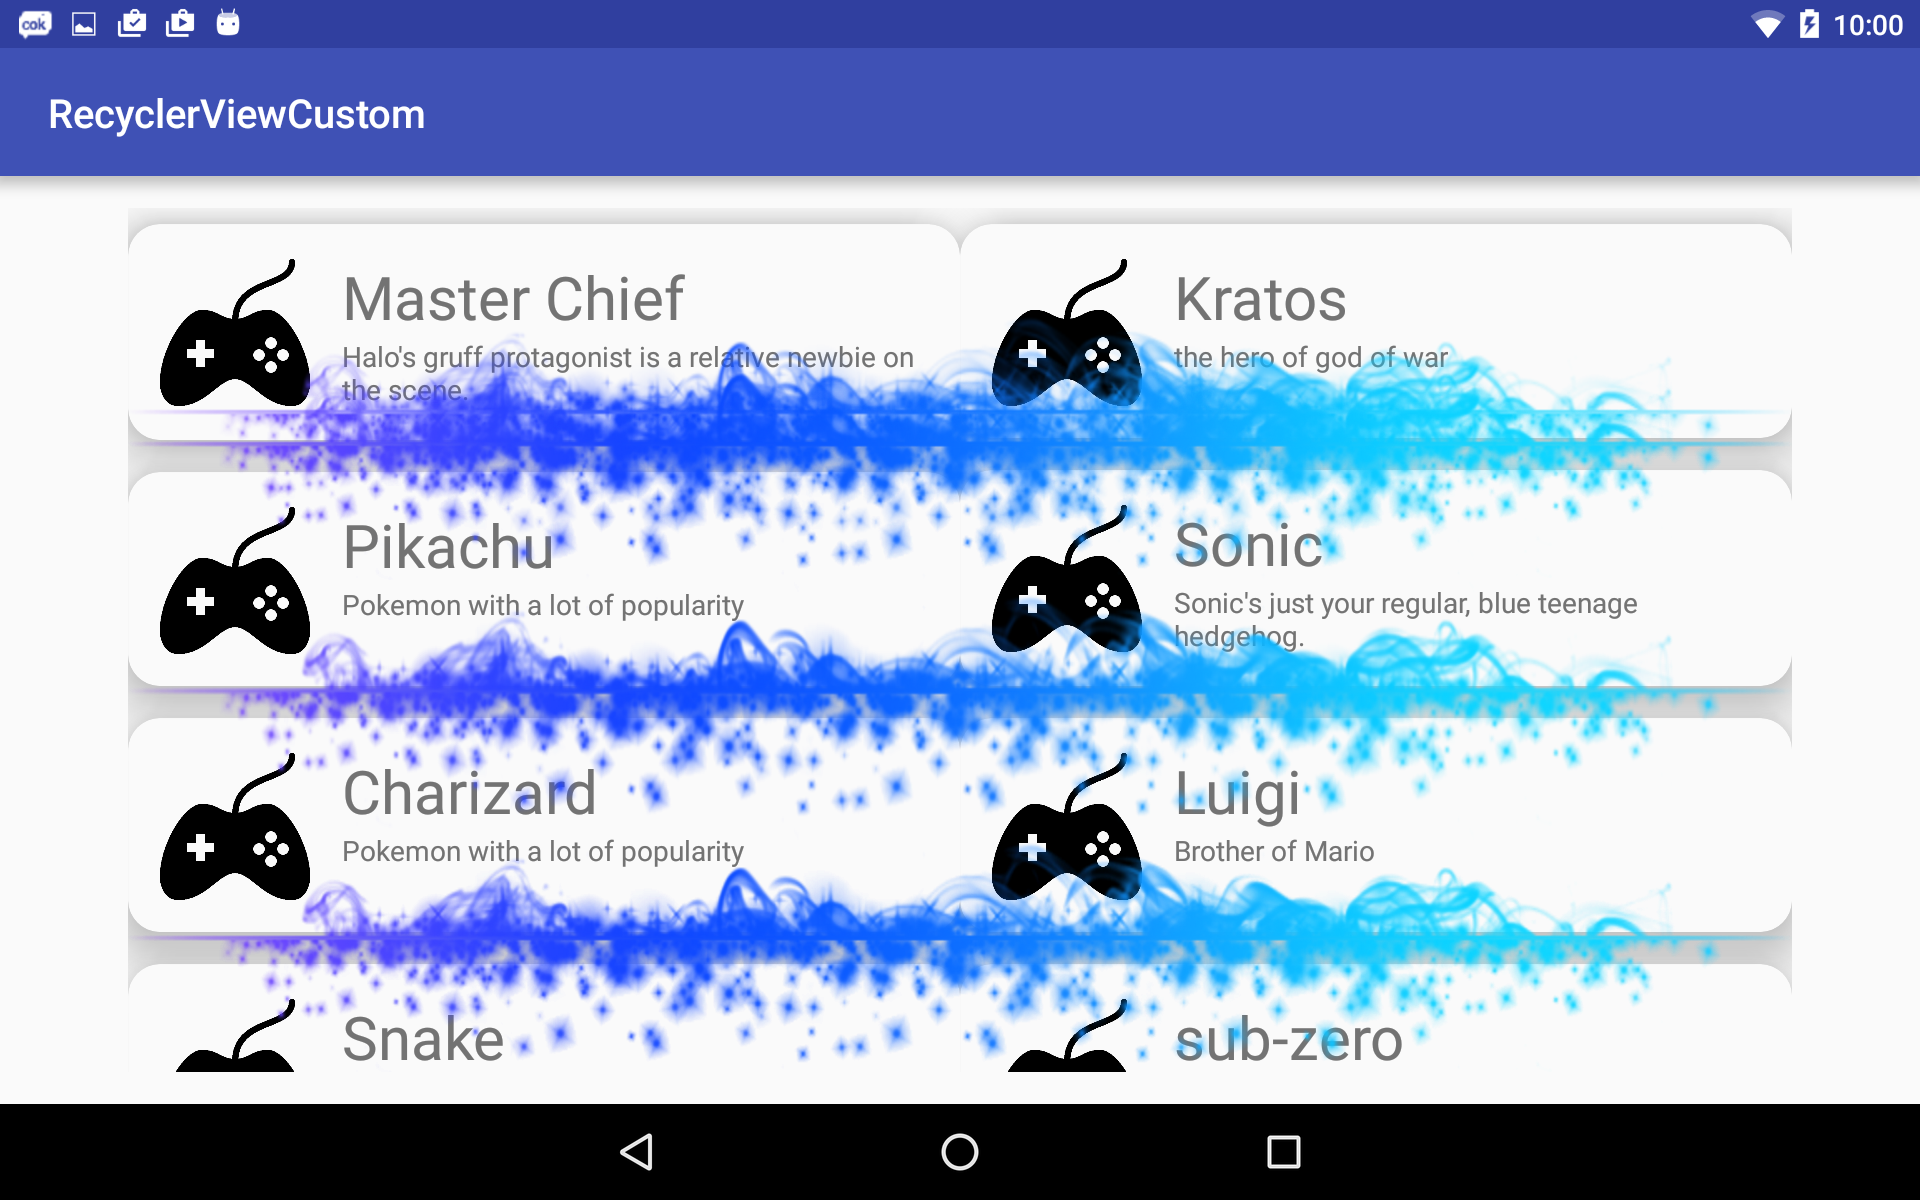 cok
10:00
RecyclerViewCustom
Master Chief
Halo's gruff protagonist is a relative newbie on
the scene.
Kratos
the hero of god of war
Pikachu
Pokemon with a lot of popularity
Sonic
Sonic's just your regular, blue teenage
hedgehog.
Charizard
Pokemon with a lot of popularity
Luigi
Brother of Mario
Snake
sub-zero